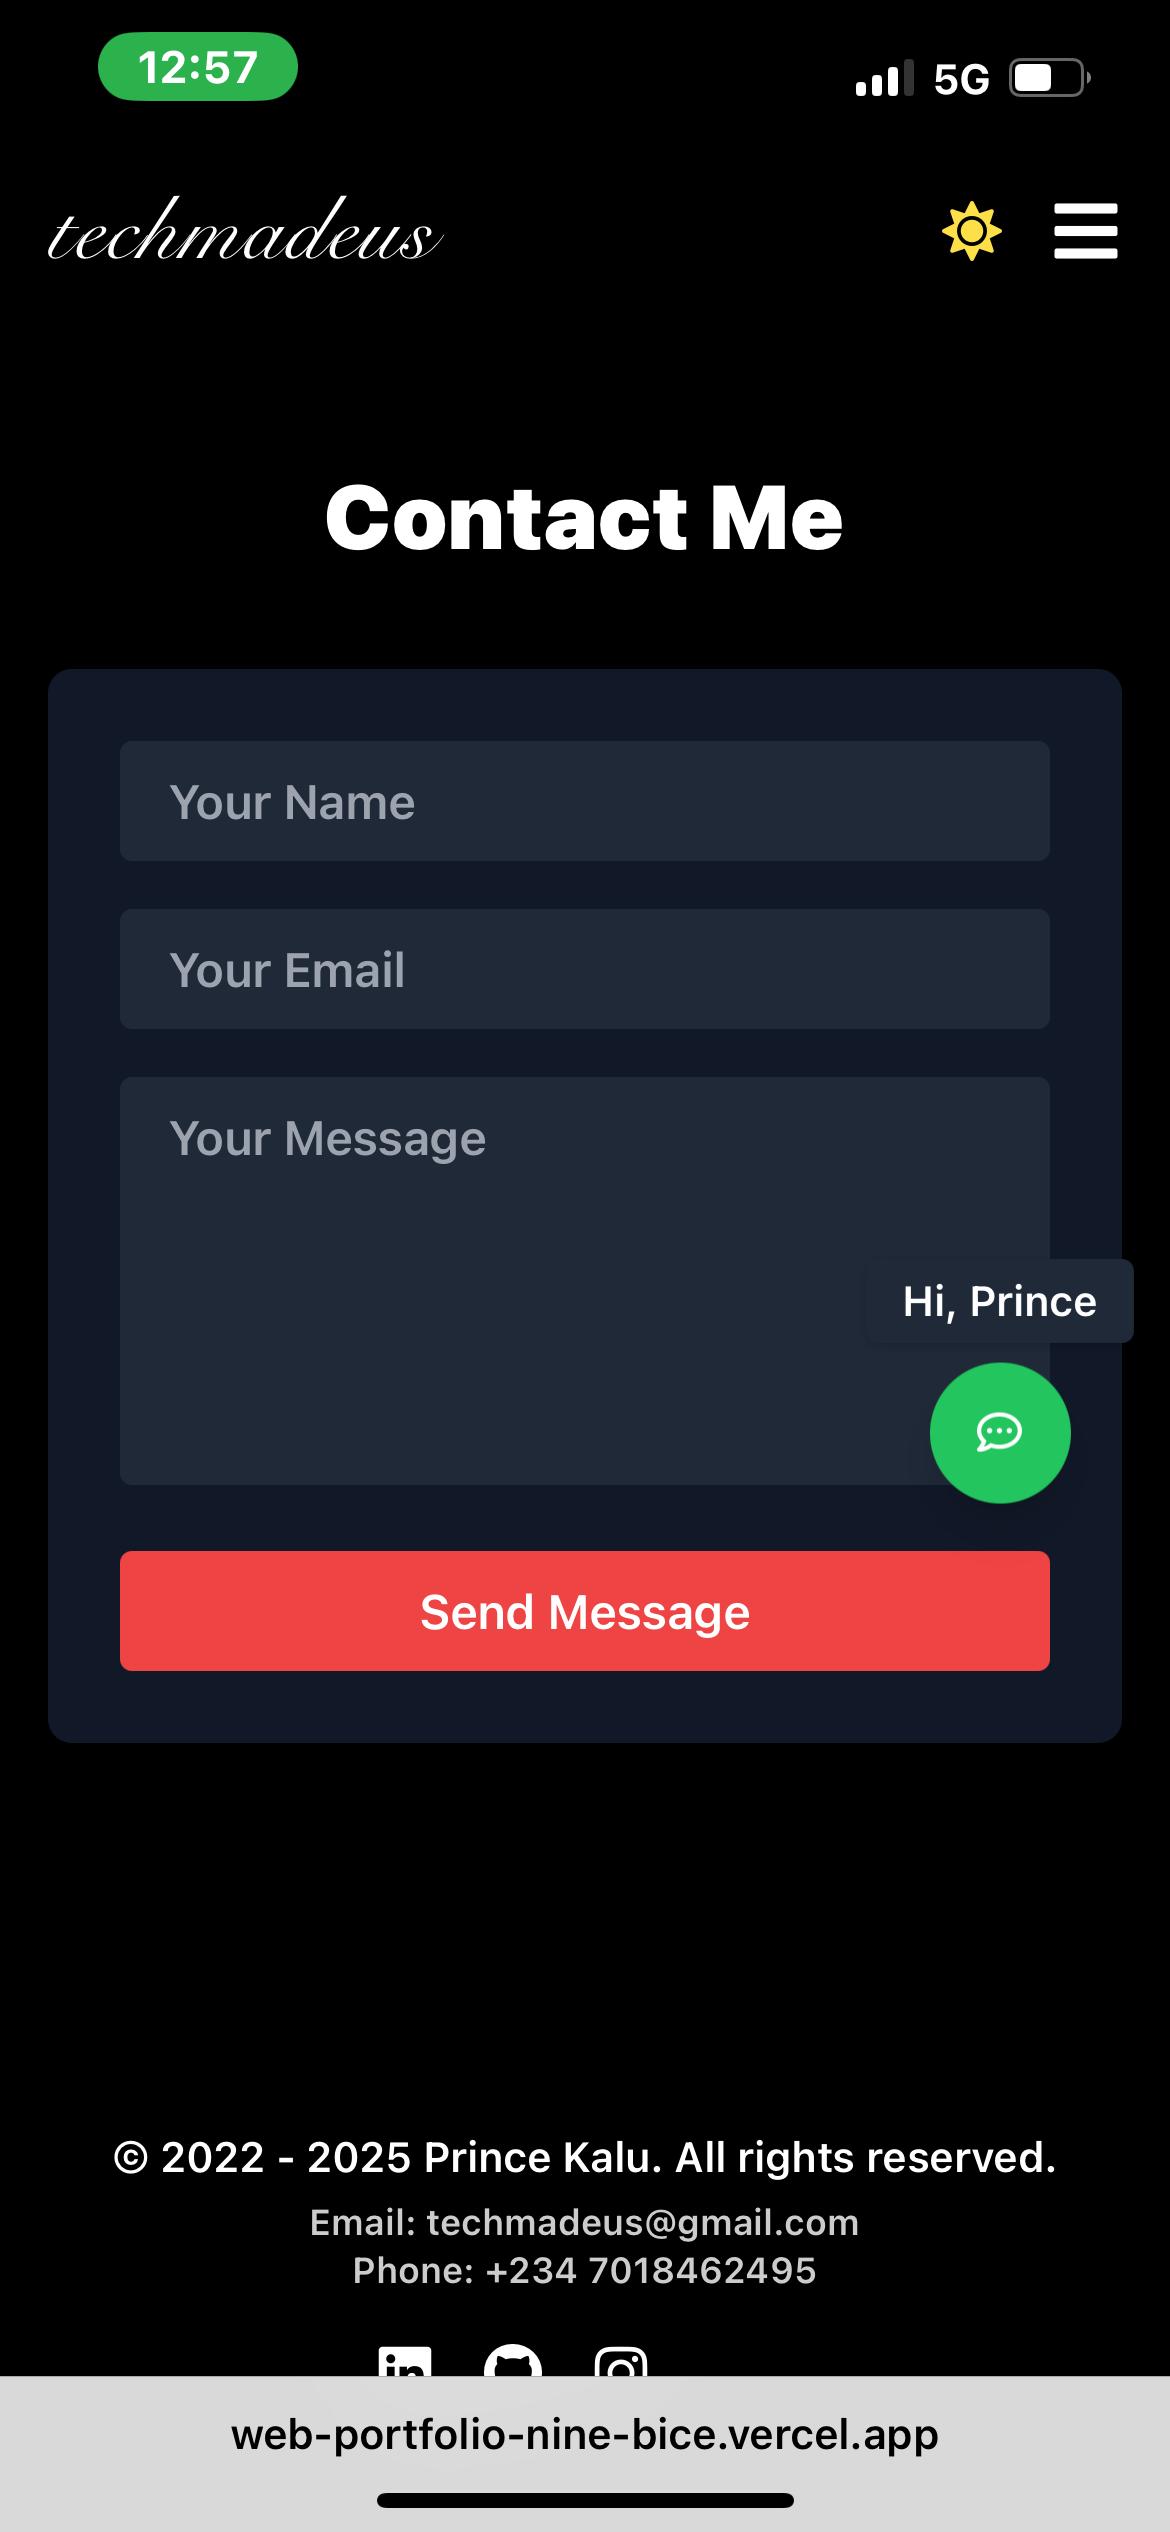 12:57
5G
techmadeus
Contact Me
Your Name
Your Email
Your Message
Hi, Prince
Send Message
© 2022 - 2025 Prince Kalu. All rights reserved.
Email: techmadeus@gmail.com
Phone: +234 7018462495
in
web-portfolio-nine-bice.vercel.app